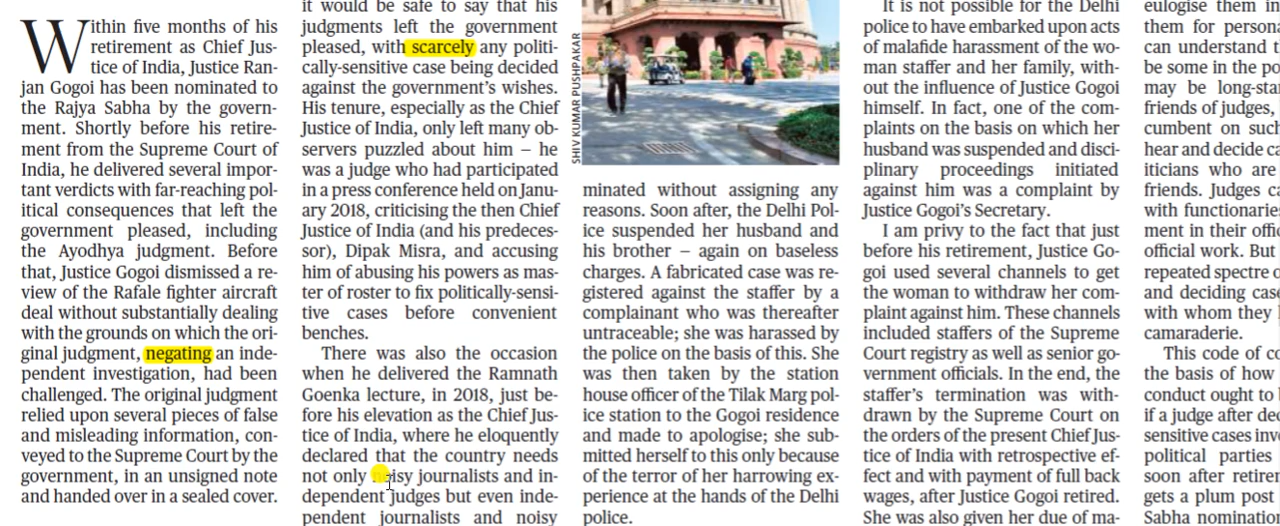 Within five months of his
retirement as Chief Jus-
tice of India, Justice Ran-
jan Gogoi has been nominated to
the Rajya Sabha by the govern-
ment. Shortly before his retire-
ment from the Supreme Court of
India, he delivered several impor-
tant verdicts with far-reaching pol-
itical consequences that left the
government pleased, including
the Ayodhya judgment. Before
that, Justice Gogoi dismissed a re-
view of the Rafale fighter aircraft
deal without substantially dealing
with the grounds on which the ori-
ginal judgment, negating an inde-
pendent investigation, had been
challenged. The original judgment
relied upon several pieces of false
and misleading information, con-
veyed to the Supreme Court by the
government, in an unsigned note
and handed over in a sealed cover.
it would be safe to say that his
judgments left the government
pleased, with scarcely any politi-
cally-sensitive case being decided
against the government's wishes.
His tenure, especially as the Chief
Justice of India, only left many ob-
servers puzzled about him – he
was a judge who had participated
in a press conference held on Janu-
ary 2018, criticising the then Chief
Justice of India (and his predeces-
sor), Dipak Misra, and accusing
him of abusing his powers as mas-
ter of roster to fix politically-sensi-
tive cases before convenient
benches.
There was also the occasion
when he delivered the Ramnath
Goenka lecture, in 2018, just be-
fore his elevation as the Chief Jus-
tice of India, where he eloquently
declared that the country needs
not only noisy journalists and in-
dependent judges but even inde-
pendent journalists and noisy
SHIV KUMAR PUSHPAKAR
minated without assigning any
reasons. Soon after, the Delhi Pol-
ice suspended her husband and
his brother – again on baseless
charges. A fabricated case was re-
gistered against the staffer by a
complainant who was thereafter
untraceable; she was harassed by
the police on the basis of this. She
was then taken by the station
house officer of the Tilak Marg pol-
ice station to the Gogoi residence
and made to apologise; she sub-
mitted herself to this only because
of the terror of her harrowing ex-
perience at the hands of the Delhi
police.
It is not possible for the Delhi
police to have embarked upon acts
of malafide harassment of the wo-
man staffer and her family, with-
out the influence of Justice Gogoi
himself. In fact, one of the com-
plaints on the basis on which her
husband was suspended and disci-
plinary proceedings initiated
against him was a complaint by
Justice Gogoi's Secretary.
I am privy to the fact that just
before his retirement, Justice Go-
goi used several channels to get
the woman to withdraw her com-
plaint against him. These channels
included staffers of the Supreme
Court registry as well as senior go-
vernment officials. In the end, the
staffer's termination was with-
drawn by the Supreme Court on
the orders of the present Chief Jus-
tice of India with retrospective ef-
fect and with payment of full back
wages, after Justice Gogoi retired.
She was also given her due of ma-
eulogise them in
them for persona
can understand t
be some in the po
may be long-sta
friends of judges,
cumbent on such
hear and decide ca
iticians who are
friends. Judges ca
with functionarie
ment in their offic
official work. But
repeated spectre o
and deciding case
with whom they
camaraderie.
This code of co
the basis of how
conduct ought to
if a judge after dec
sensitive cases invo
political parties
soon after retirem
gets a plum post
Sabha nomination